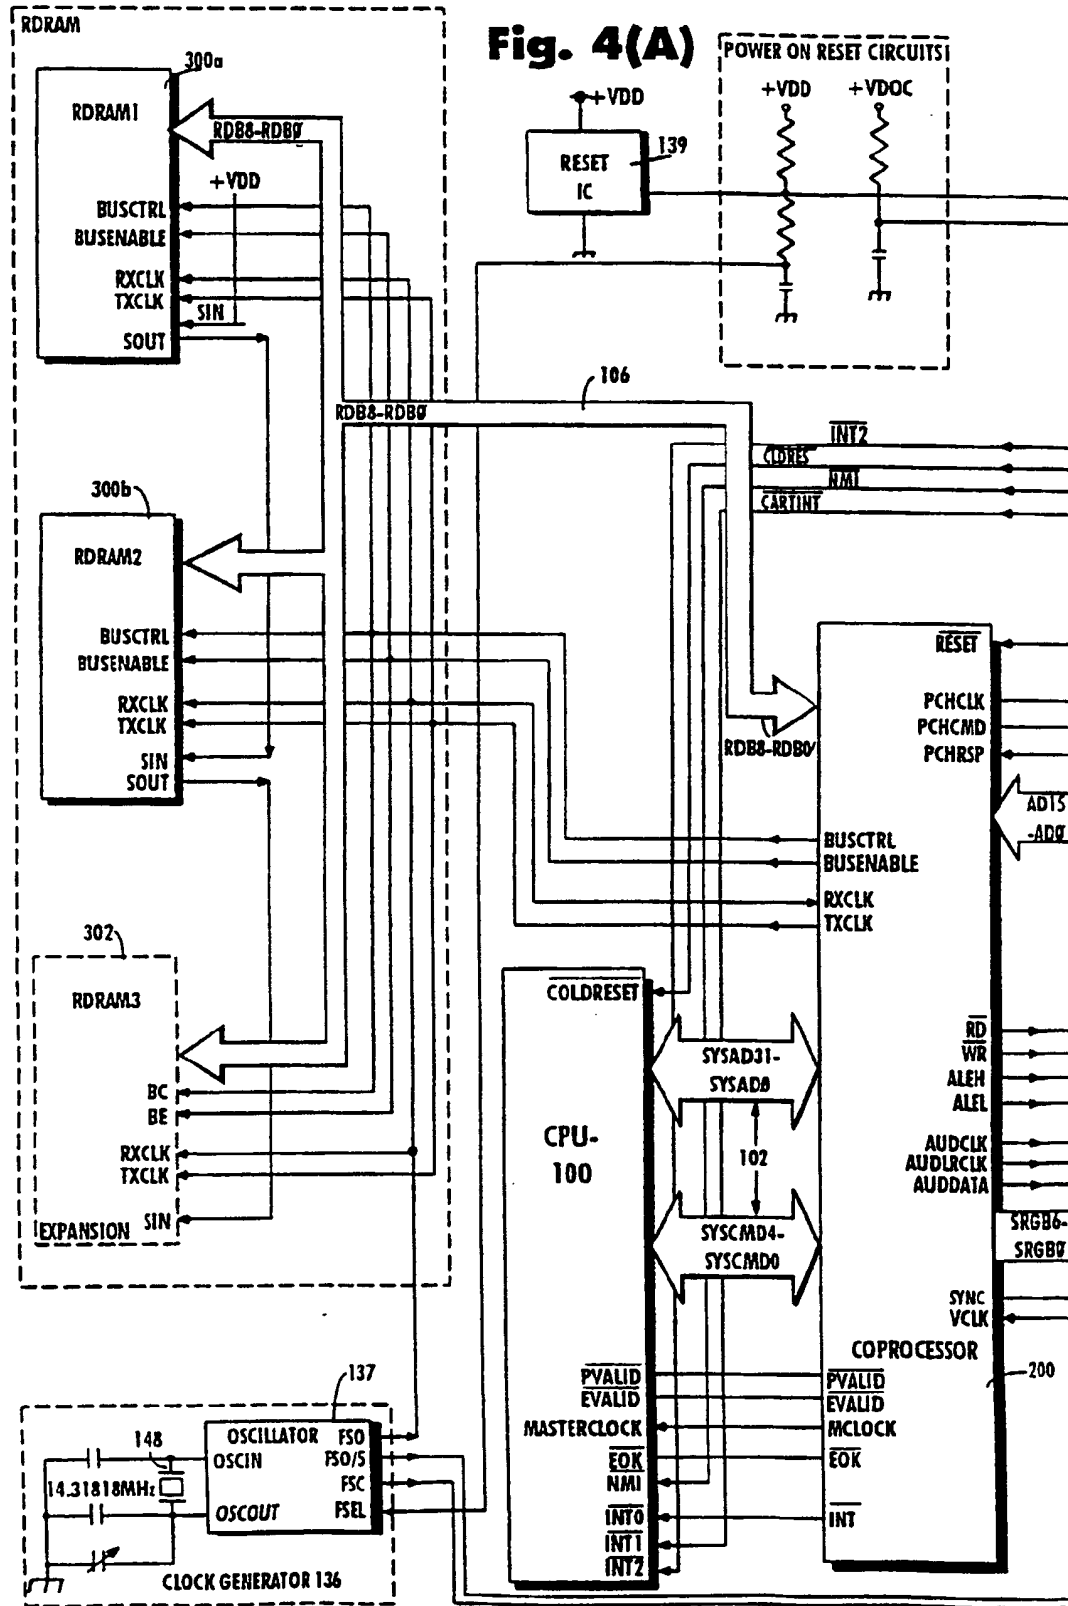 RDRAM
Fig. 4(A)
POWER ON RESET CIRCUITS
300a
RDRAM1
RDB8-RDB0
+VDD
BUSCTRL
BUSENABLE
RXCLK
TXCLK
SIN
SOUT
+VDD
RESET
IC
139
+VDD
+VDOC
106
RDB8-RDB0
INT2
CLDRES
NMI
CARTINT
300b
RDRAM2
BUSCTRL
BUSENABLE
RXCLK
TXCLK
SIN
SOUT
RDB8-RDB0
RESET
PCHCLK
PCHCMD
PCHRSP
AD15
-AD0
BUSCTRL
BUSENABLE
RXCLK
TXCLK
302
RDRAM3
BC
BE
RXCLK
TXCLK
SIN
EXPANSION
COLDRESET
SYSAD31-
SYSAD0
CPU-
100
102
SYSCMD4-
SYSCMD0
RD
WR
ALEH
ALEL
AUDCLK
AUDLRCLK
AUDDATA
SRGB6-
SRGB0
SYNC
VCLK
COPROCESSOR
200
PVALID
EVALID
MASTERCLOCK
EOK
NMI
INT0
INT1
INT2
PVALID
EVALID
MCLOCK
EOK
INT
137
OSCILLATOR
148
OSCIN
14.31818MHz
OSCOUT
FSO
FSO/5
FSC
FSEL
CLOCK GENERATOR 136